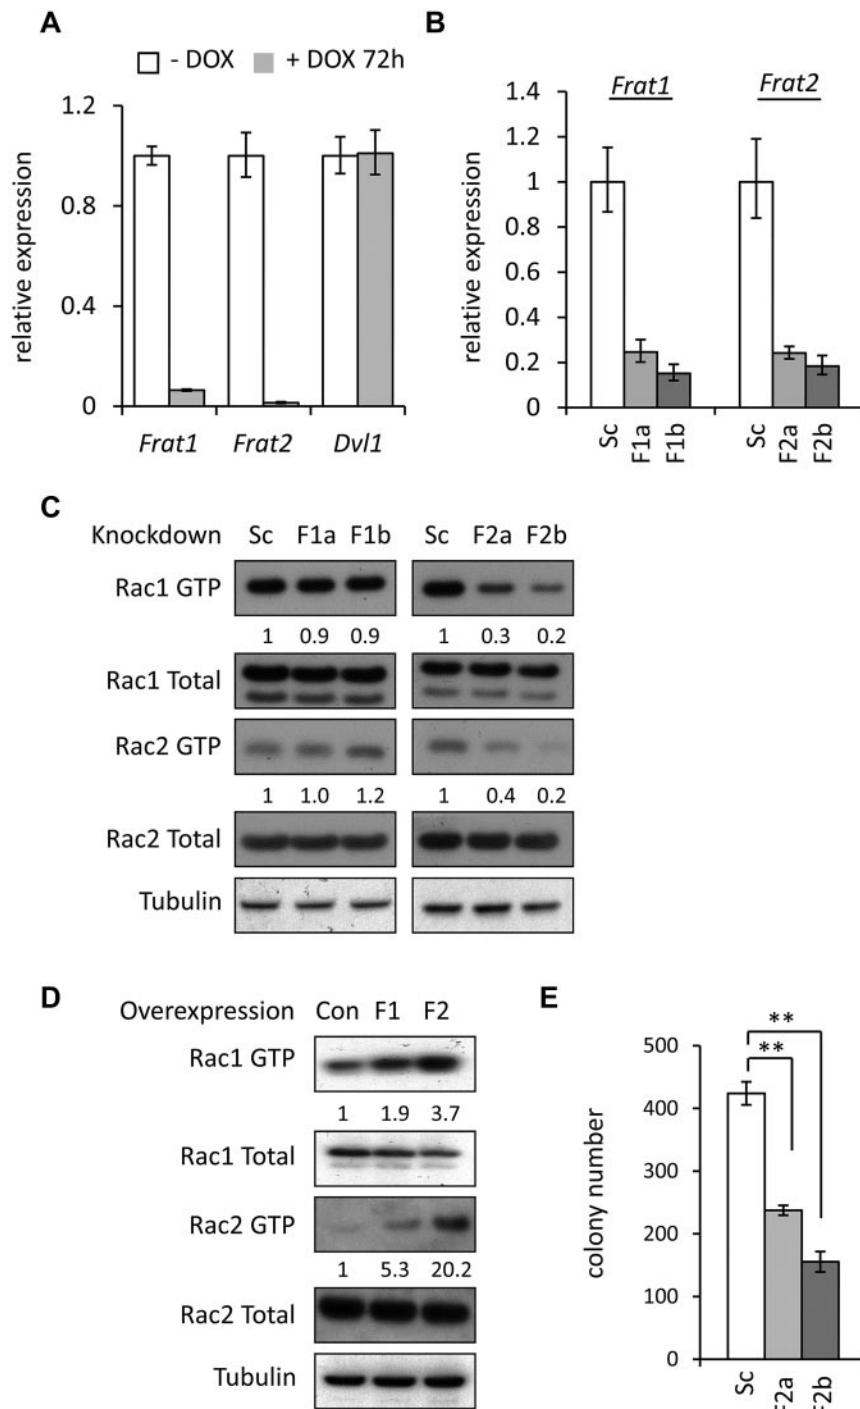 A
- DOX + DOX 72h
relative expression
1.2
0.8
0.4
0
Frat1 Frat2 Dvl1
B
Frat1 Frat2
relative expression
1.4
1.2
1
0.8
0.6
0.4
0.2
0
Sc F1a F1b Sc F2a F2b
C
Knockdown Sc F1a F1b Sc F2a F2b
Rac1 GTP
1 0.9 0.9 1 0.3 0.2
Rac1 Total
Rac2 GTP
1 1.0 1.2 1 0.4 0.2
Rac2 Total
Tubulin
D
Overexpression Con F1 F2
Rac1 GTP
1 1.9 3.7
Rac1 Total
Rac2 GTP
1 5.3 20.2
Rac2 Total
Tubulin
E
**
**
colony number
500
400
300
200
100
0
Sc F2a F2b